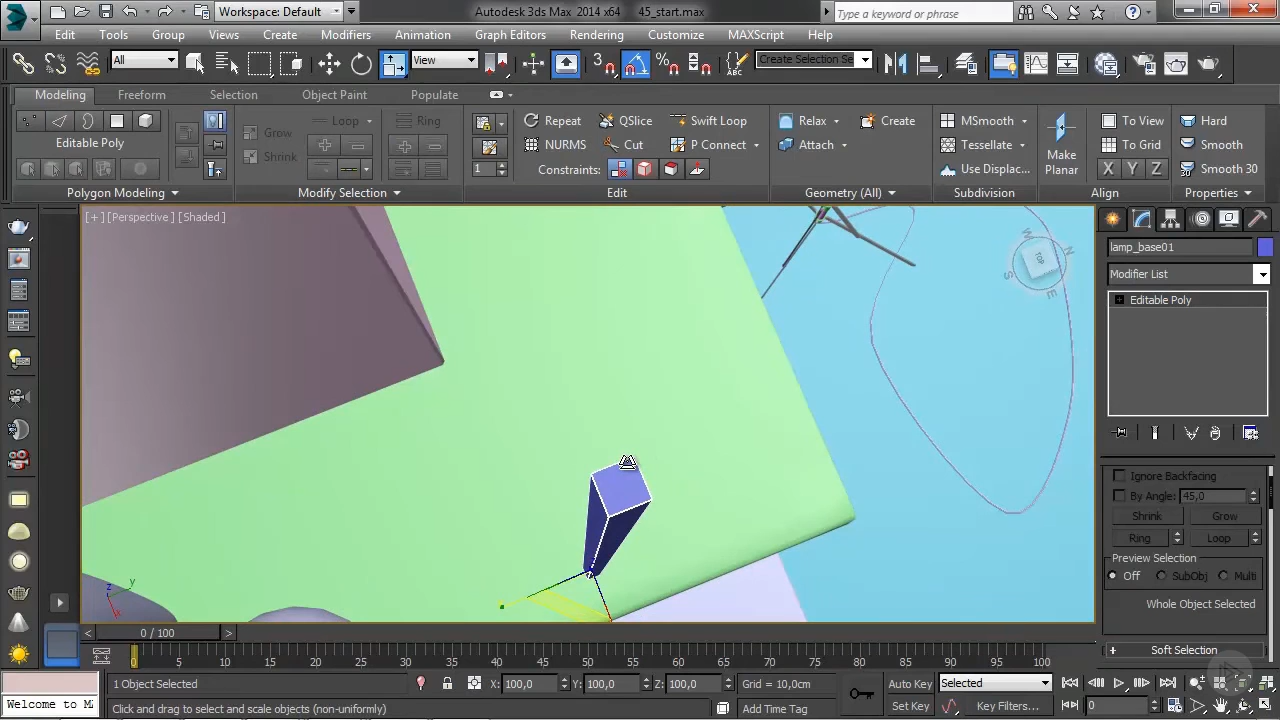 Workspace: Default
Autodesk 3ds Max 2014 x64
45_start.max
Type a keyword or phrase
Edit
Tools
Group
Views
Create
Modifiers
Animation
Graph Editors
Rendering
Customize
MAXScript
Help
All
View
3
Create Selection Se
Modeling
Freeform
Selection
Object Paint
Populate
Editable Poly
Polygon Modeling
Grow
Shrink
Loop
Ring
Modify Selection
1
Repeat
QSlice
Swift Loop
NURMS
Cut
P Connect
Constraints:
Edit
Relax
Create
Attach
Geometry (All)
MSmooth
Tessellate
Use Displac...
Subdivision
Make
Planar
To View
To Grid
X Y Z
Align
Hard
Smooth
Smooth 30
Properties
[+] [Perspective] [Shaded]
TOP
W
N
S
E
z
y
x
lamp_base01
Modifier List
Editable Poly
Ignore Backfacing
By Angle: 45,0
Shrink
Grow
Ring
Loop
Preview Selection
Off
SubObj
Multi
Whole Object Selected
Soft Selection
0 / 100
0 5 10 15 20 25 30 35 40 45 50 55 60 65 70 75 80 85 90 95 100
Welcome to M
1 Object Selected
X: 100,0
Y: 100,0
Z: 100,0
Grid = 10,0cm
Click and drag to select and scale objects (non-uniformly)
Add Time Tag
Auto Key
Selected
Set Key
Key Filters...
0